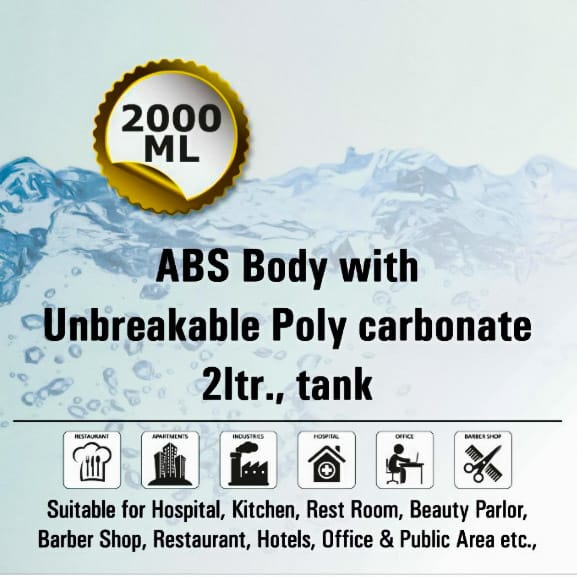 2000
ML
ABS Body with
Unbreakable Poly carbonate
2ltr., tank
RESTAURANT
APARTMENTS
INDUSTRIES
HOSPITAL
OFFICE
BARBER SHOP
Suitable for Hospital, Kitchen, Rest Room, Beauty Parlor,
Barber Shop, Restaurant, Hotels, Office & Public Area etc.,